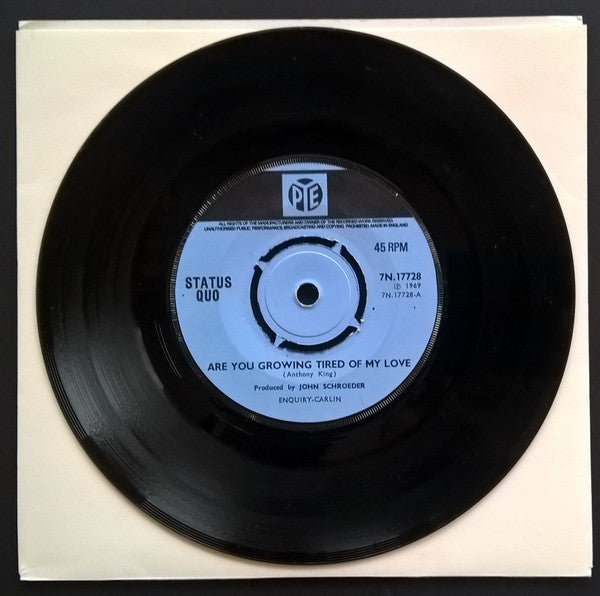 PYE
ALL RIGHTS OF THE MANUFACTURERS AND OWNER OF THE RECORDED WORK RESERVED.
UNAUTHORISED PUBLIC PERFORMANCE, BROADCASTING AND COPYING PROHIBITED. MADE IN ENGLAND
45 RPM
STATUS
QUO
7N.17728
Ⓟ 1969
7N.17728-A
ARE YOU GROWING TIRED OF MY LOVE
(Anthony King)
Produced by JOHN SCHROEDER
ENQUIRY-CARLIN